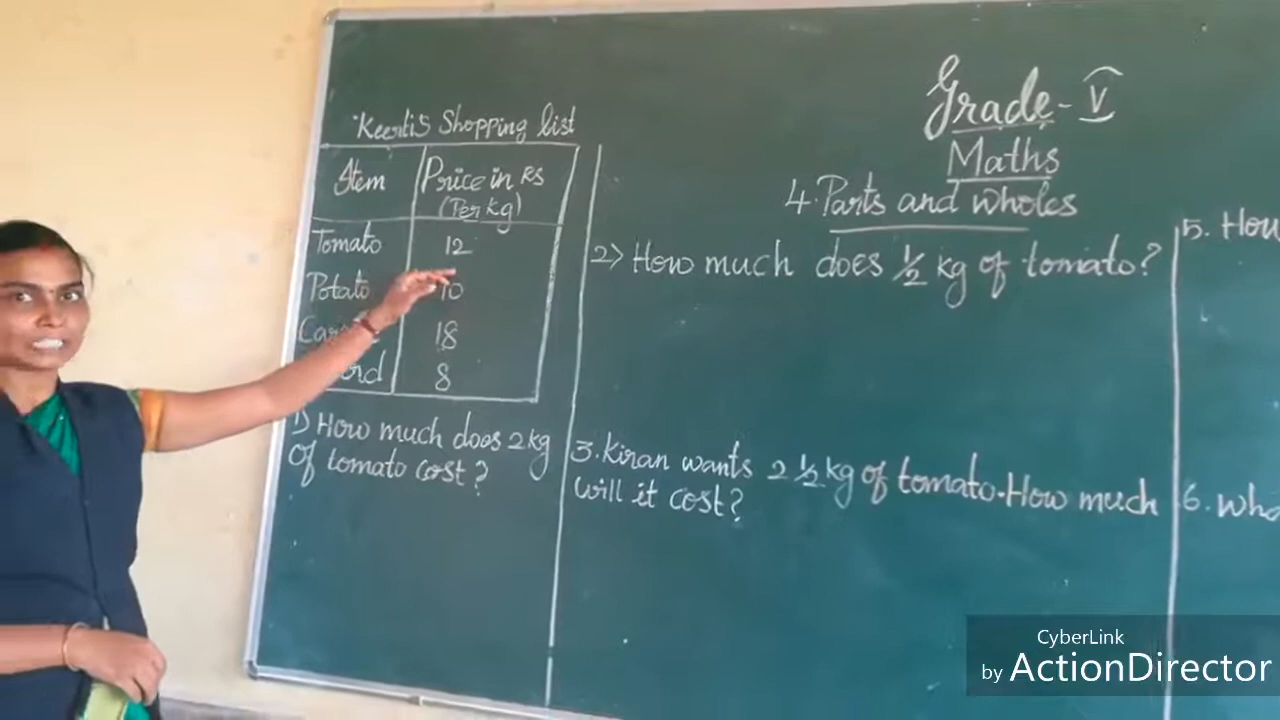 Grade - V
Maths
4. Parts and wholes
Keerti's Shopping list
Item Price in Rs
(Per kg)
Tomato 12
Potato 10
18
8
1) How much does 2 kg
of tomato cost?
2) How much does 1/2 kg of tomato?
3. Kiran wants 2 1/2 kg of tomato. How much
will it cost?
5. How
6.
CyberLink
by ActionDirector